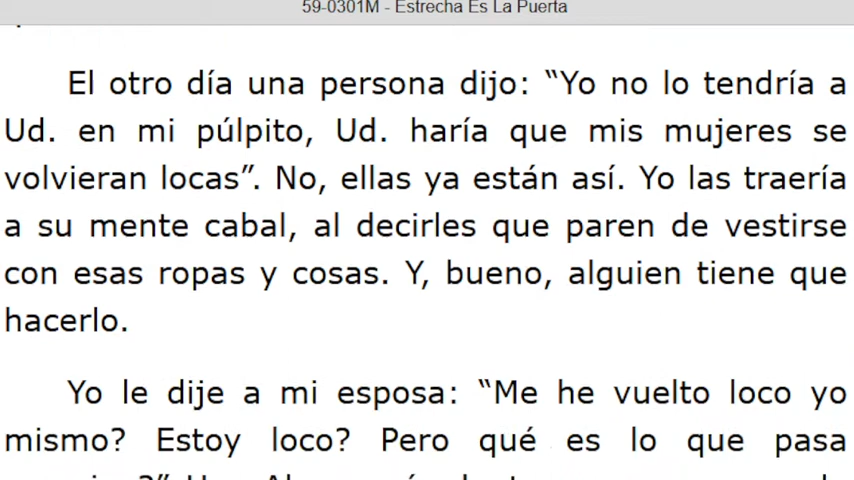 59-0301M - Estrecha Es La Puerta
El otro día una persona dijo: “Yo no lo tendría a
Ud. en mi púlpito, Ud. haría que mis mujeres se
volvieran locas”. No, ellas ya están así. Yo las traería
a su mente cabal, al decirles que paren de vestirse
con esas ropas y cosas. Y, bueno, alguien tiene que
hacerlo.
Yo le dije a mi esposa: “Me he vuelto loco yo
mismo? Estoy loco? Pero qué es lo que pasa